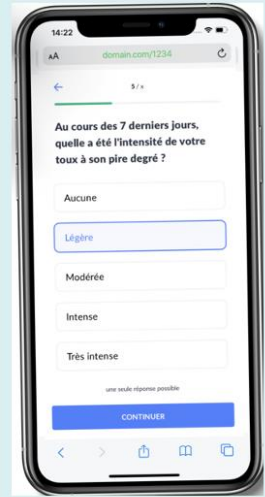 14:22
AA domain.com/1234
5 / x
Au cours des 7 derniers jours,
quelle a été l'intensité de votre
toux à son pire degré ?
Aucune
Légère
Modérée
Intense
Très intense
une seule réponse possible
CONTINUER